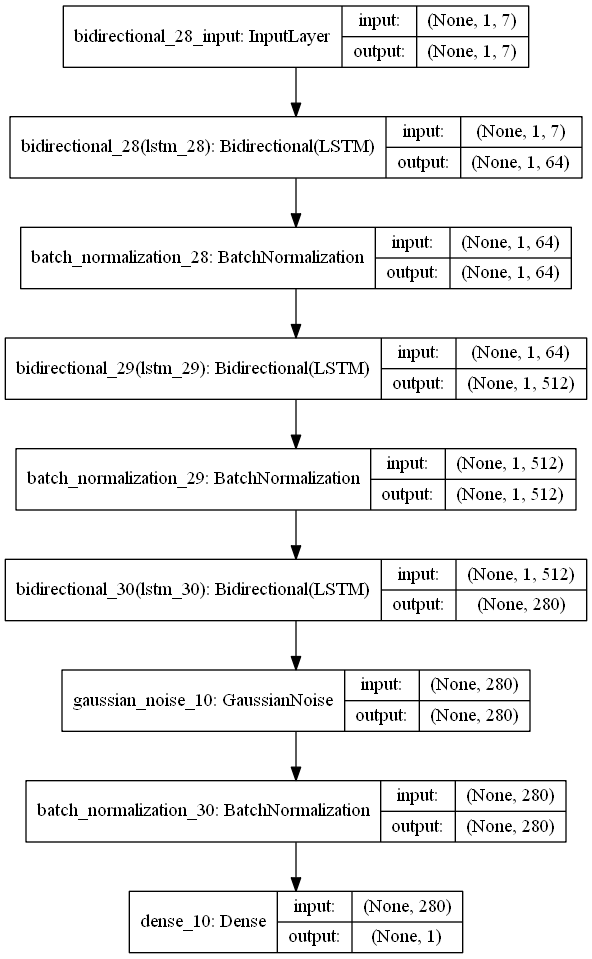 bidirectional_28_input: InputLayer
input: (None, 1, 7)
output: (None, 1, 7)
bidirectional_28(lstm_28): Bidirectional(LSTM)
input: (None, 1, 7)
output: (None, 1, 64)
batch_normalization_28: BatchNormalization
input: (None, 1, 64)
output: (None, 1, 64)
bidirectional_29(lstm_29): Bidirectional(LSTM)
input: (None, 1, 64)
output: (None, 1, 512)
batch_normalization_29: BatchNormalization
input: (None, 1, 512)
output: (None, 1, 512)
bidirectional_30(lstm_30): Bidirectional(LSTM)
input: (None, 1, 512)
output: (None, 280)
gaussian_noise_10: GaussianNoise
input: (None, 280)
output: (None, 280)
batch_normalization_30: BatchNormalization
input: (None, 280)
output: (None, 280)
dense_10: Dense
input: (None, 280)
output: (None, 1)